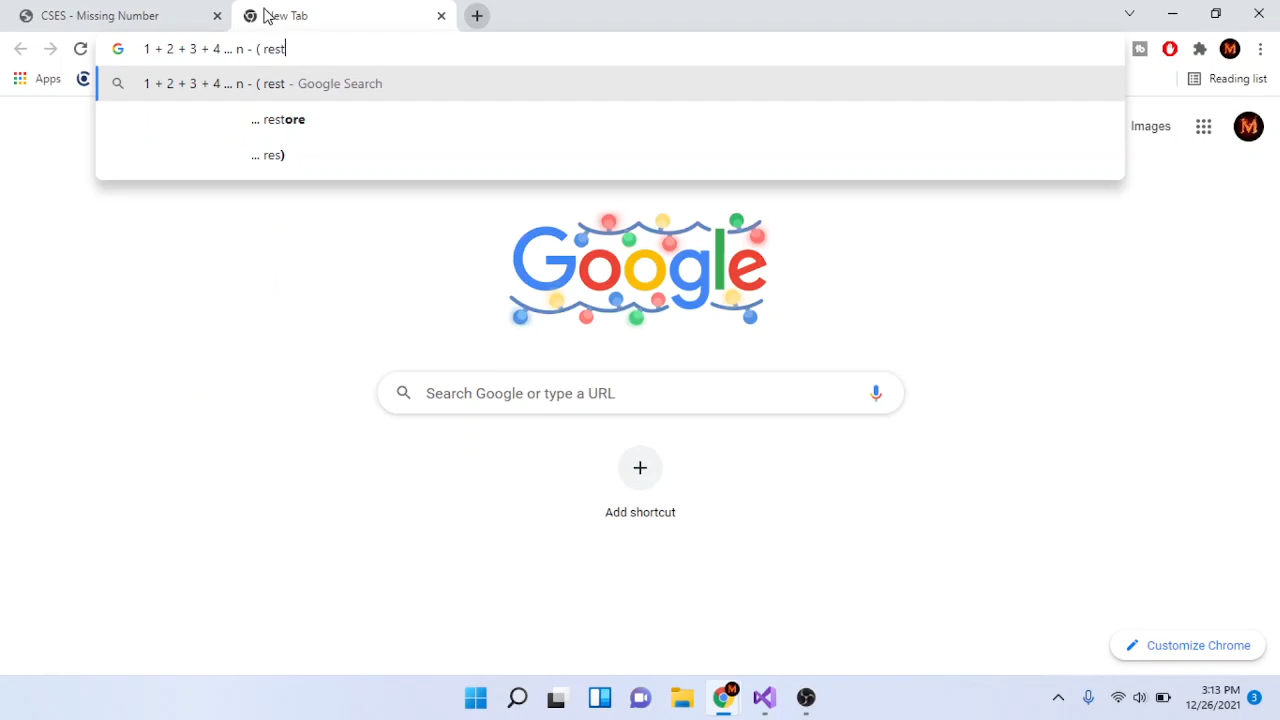 CSES - Missing Number
New Tab
1 + 2 + 3 + 4 ... n - ( rest
1 + 2 + 3 + 4 ... n - ( rest - Google Search
Apps
Reading list
... restore
... res)
Images
M
Google
Search Google or type a URL
Add shortcut
Customize Chrome
3:13 PM
12/26/2021
3